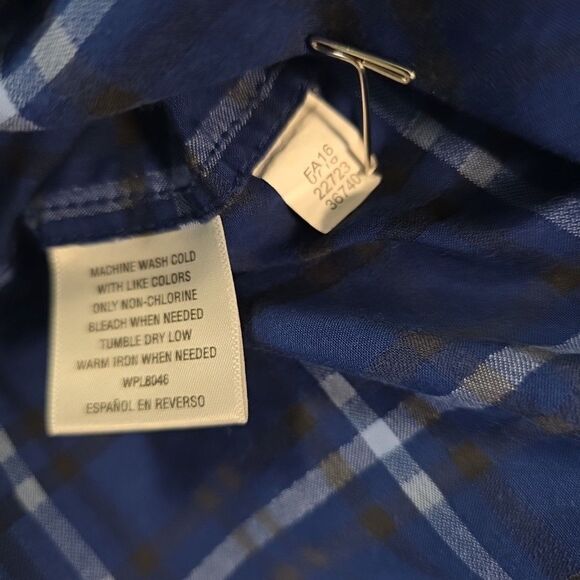 MACHINE WASH COLD
WITH LIKE COLORS
ONLY NON-CHLORINE
BLEACH WHEN NEEDED
TUMBLE DRY LOW
WARM IRON WHEN NEEDED
WPL8046
ESPAÑOL EN REVERSO
FA16
22723
36740